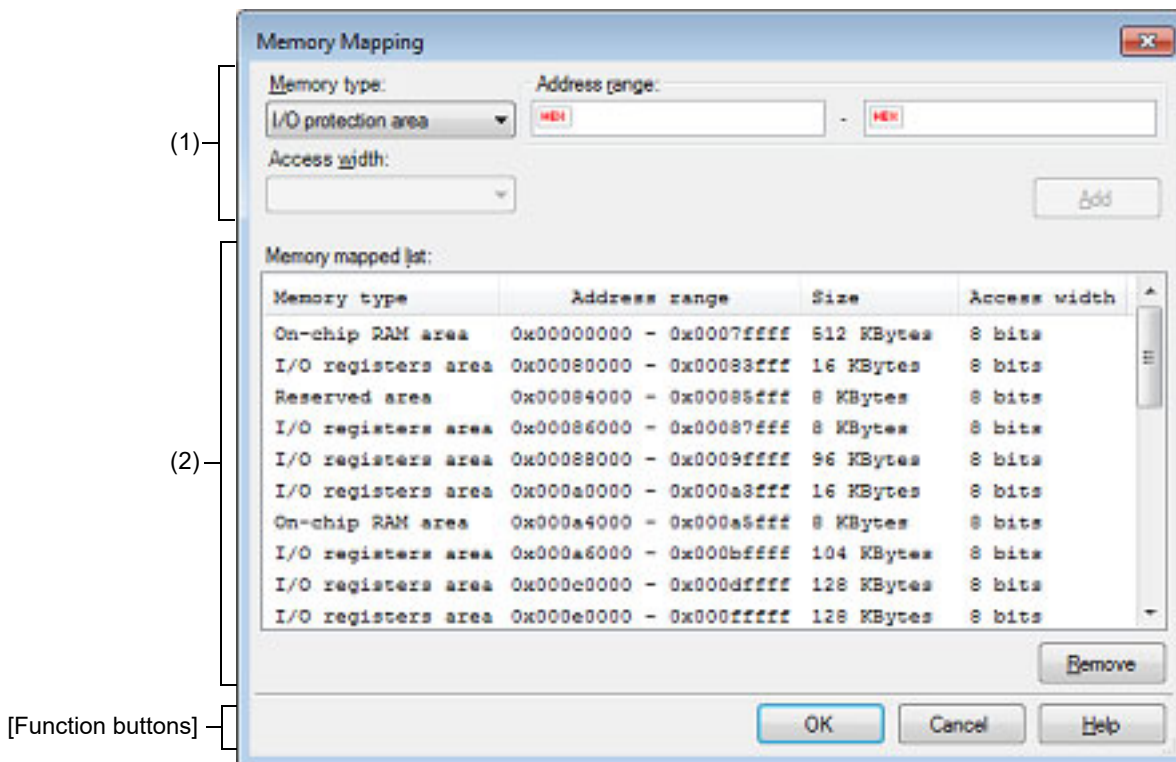 Memory Mapping
(1)
Memory type:
Address range:
I/O protection area
HEX
-
HEX
Access width:
Add
(2)
Memory mapped list:
Memory type Address range Size Access width
On-chip RAM area 0x00000000 - 0x0007ffff 512 KBytes 8 bits
I/O registers area 0x00080000 - 0x00083fff 16 KBytes 8 bits
Reserved area 0x00084000 - 0x00085fff 8 KBytes 8 bits
I/O registers area 0x00086000 - 0x00087fff 8 KBytes 8 bits
I/O registers area 0x00088000 - 0x0009ffff 96 KBytes 8 bits
I/O registers area 0x000a0000 - 0x000a3fff 16 KBytes 8 bits
On-chip RAM area 0x000a4000 - 0x000a5fff 8 KBytes 8 bits
I/O registers area 0x000a6000 - 0x000bffff 104 KBytes 8 bits
I/O registers area 0x000c0000 - 0x000dffff 128 KBytes 8 bits
I/O registers area 0x000e0000 - 0x000fffff 128 KBytes 8 bits
Remove
[Function buttons]
OK
Cancel
Help